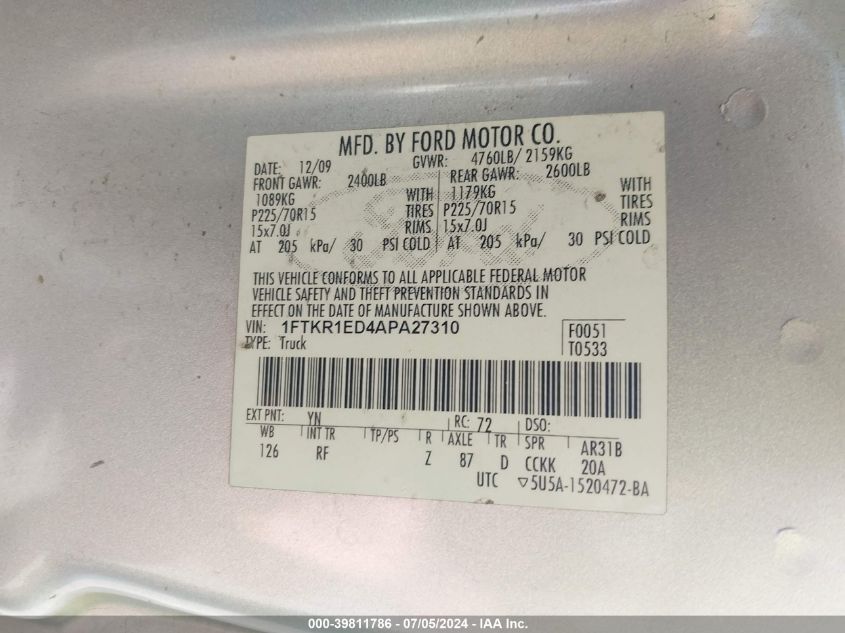 MFD. BY FORD MOTOR CO.
DATE: 12/09 GVWR: 4760LB/ 2159KG
FRONT GAWR: 2400LB REAR GAWR: 2600LB
1089KG WITH 1179KG WITH
P225/70R15 TIRES P225/70R15 TIRES
15x7.0J RIMS 15x7.0J RIMS
AT 205 kPa/ 30 PSI COLD AT 205 kPa/ 30 PSI COLD
THIS VEHICLE CONFORMS TO ALL APPLICABLE FEDERAL MOTOR
VEHICLE SAFETY AND THEFT PREVENTION STANDARDS IN
EFFECT ON THE DATE OF MANUFACTURE SHOWN ABOVE.
VIN: 1FTKR1ED4APA27310 F0051
TYPE: Truck T0533
EXT PNT: YN RC: 72 DSO:
WB INT TR TP/PS R AXLE TR SPR AR31B
126 RF Z 87 D CCKK 20A
UTC ▽5U5A-1520472-BA
000-39811786 / 07/05/2024 - IAA Inc.